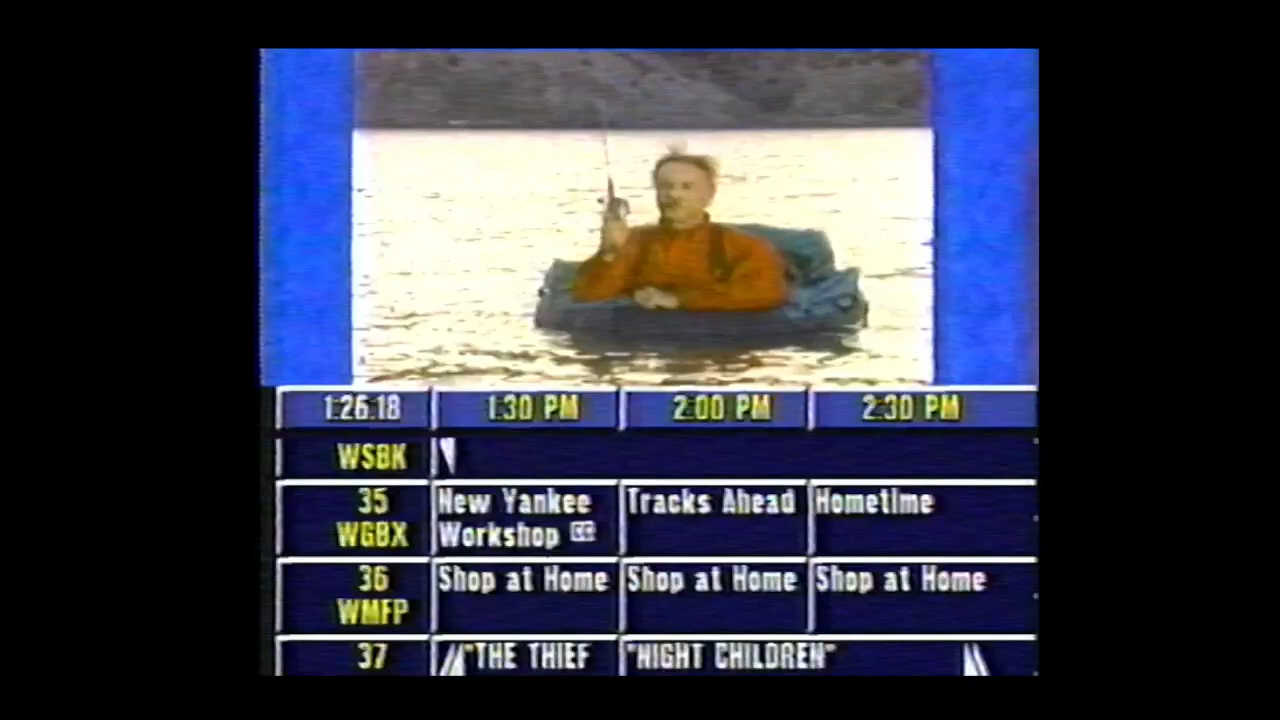 1:26:18 1:30 PM 2:00 PM 2:30 PM
WSBK
35 New Yankee Tracks Ahead Hometime
WGBX Workshop CC
36 Shop at Home Shop at Home Shop at Home
WMFP
37 "THE THIEF "NIGHT CHILDREN"